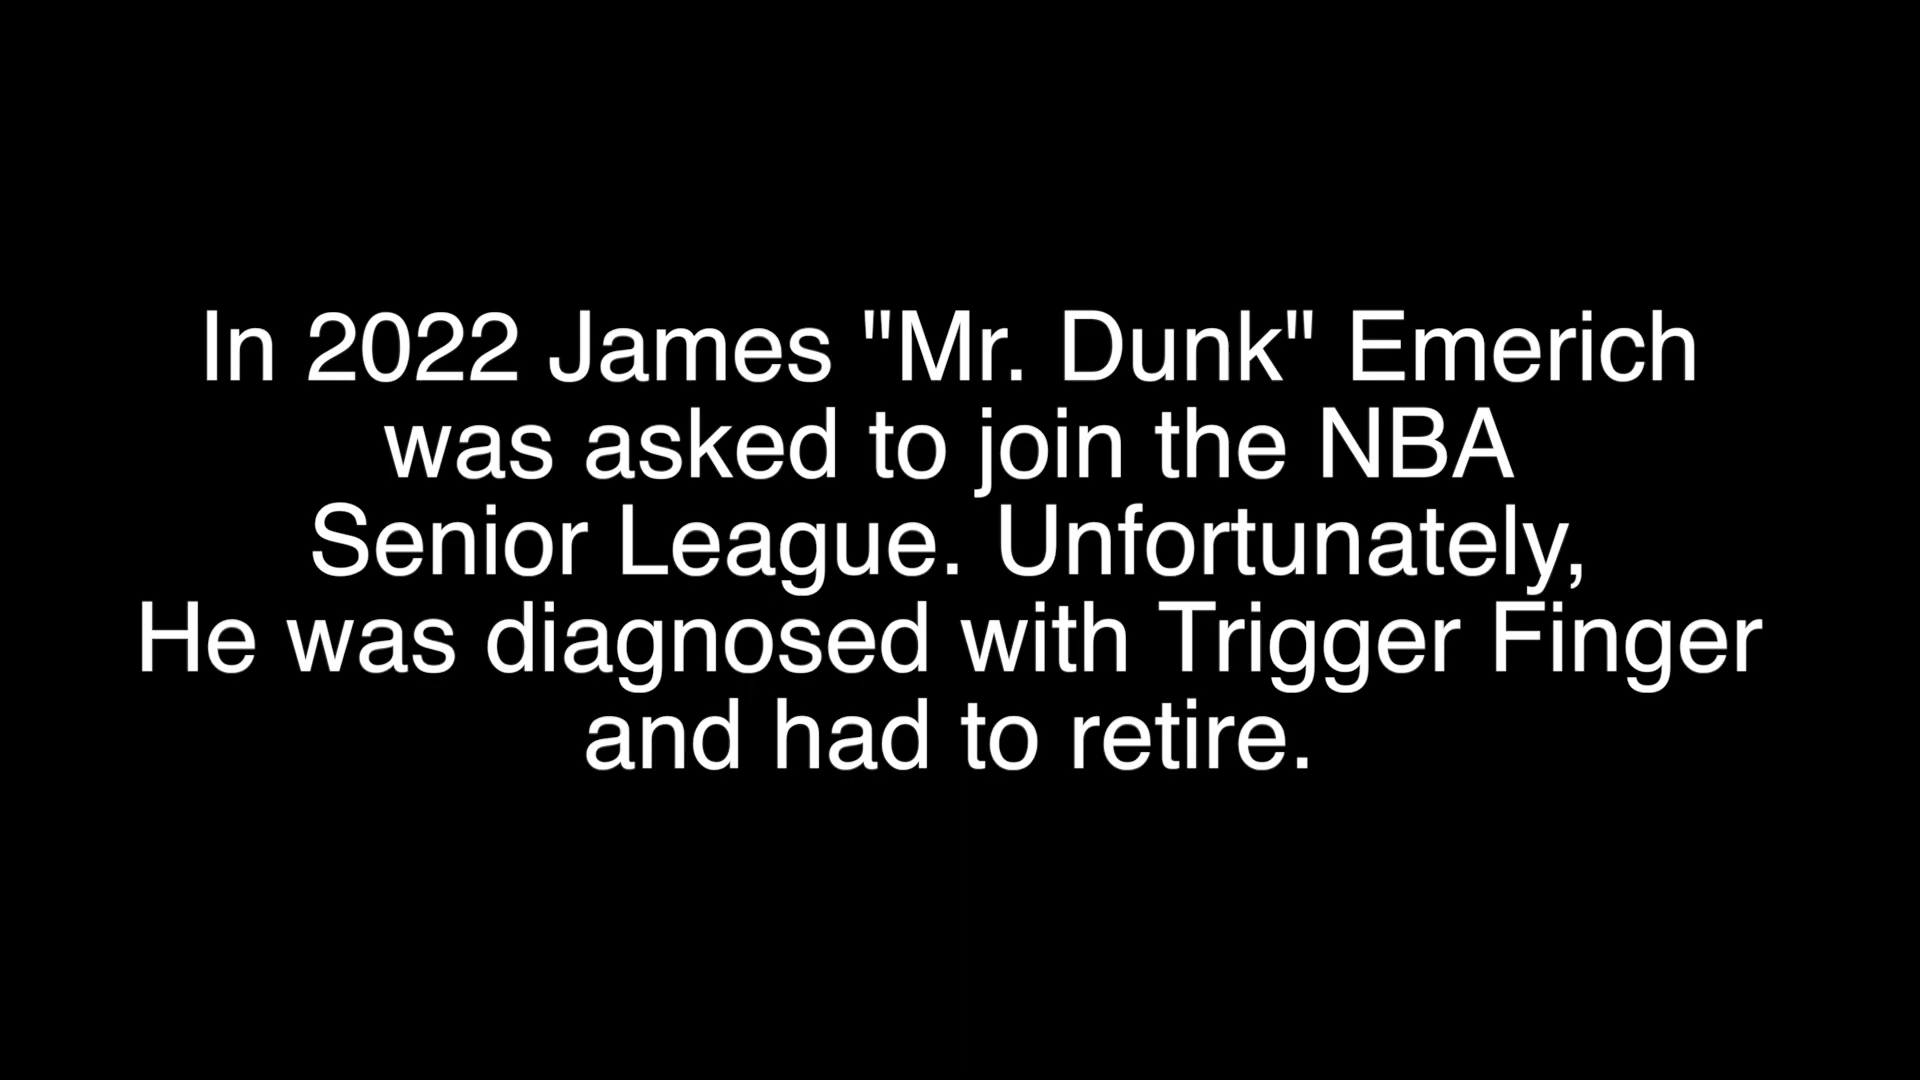 In 2022 James "Mr. Dunk" Emerich
was asked to join the NBA
Senior League. Unfortunately,
He was diagnosed with Trigger Finger
and had to retire.